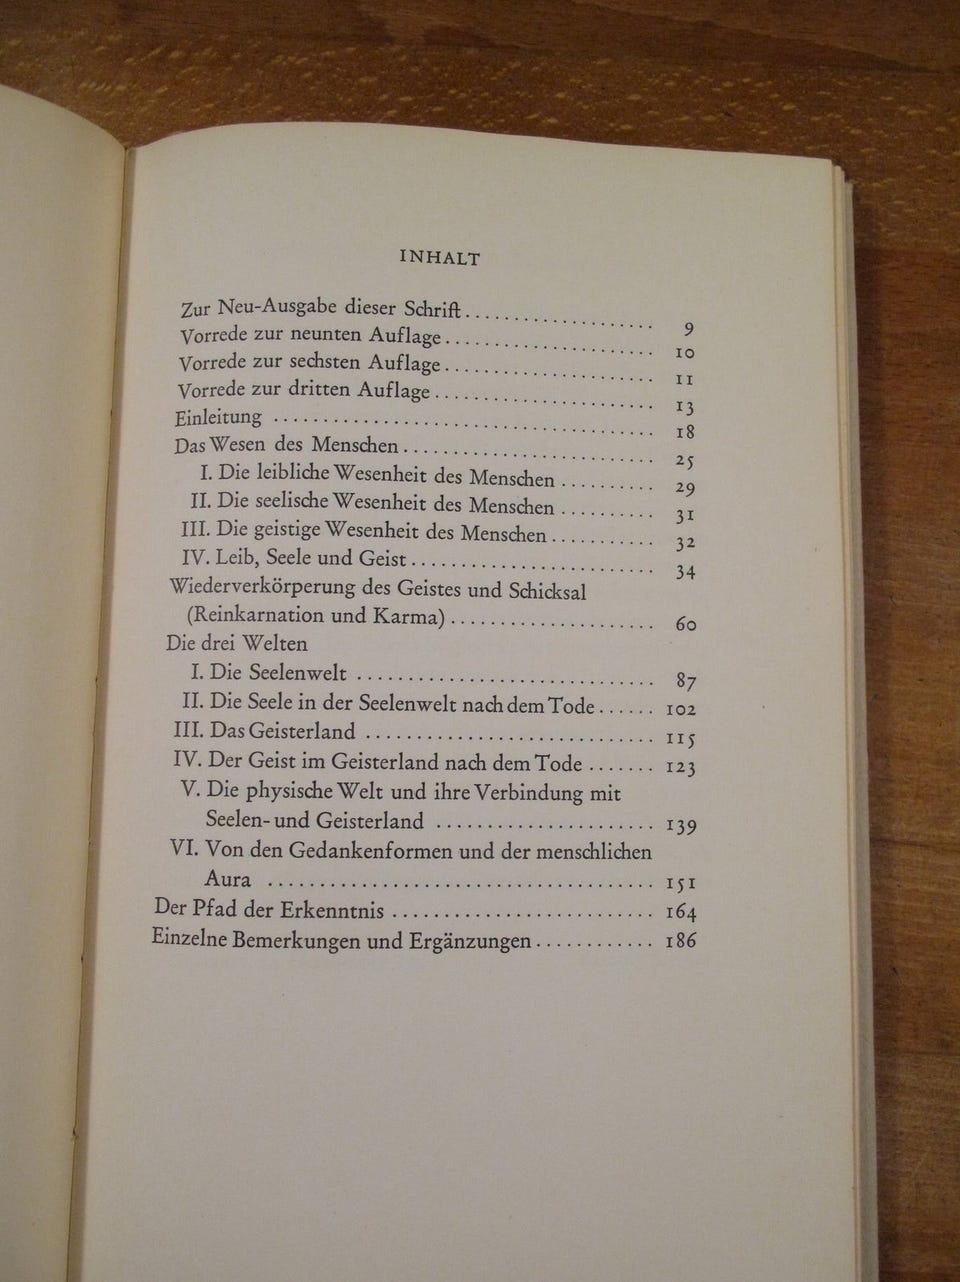 INHALT
Zur Neu-Ausgabe dieser Schrift . . . . . . . . . . . . . . . . . . 9
Vorrede zur neunten Auflage . . . . . . . . . . . . . . . . . . . . 10
Vorrede zur sechsten Auflage . . . . . . . . . . . . . . . . . . . . 11
Vorrede zur dritten Auflage . . . . . . . . . . . . . . . . . . . . . 13
Einleitung . . . . . . . . . . . . . . . . . . . . . . . . . . . . . . . . . . . . . 18
Das Wesen des Menschen . . . . . . . . . . . . . . . . . . . . . . . . 25
I. Die leibliche Wesenheit des Menschen . . . . . . . . . 29
II. Die seelische Wesenheit des Menschen . . . . . . . . . 31
III. Die geistige Wesenheit des Menschen . . . . . . . . . . 32
IV. Leib, Seele und Geist . . . . . . . . . . . . . . . . . . . . . . . . 34
Wiederverkörperung des Geistes und Schicksal
(Reinkarnation und Karma) . . . . . . . . . . . . . . . . . . . . 60
Die drei Welten
I. Die Seelenwelt . . . . . . . . . . . . . . . . . . . . . . . . . . . . . 87
II. Die Seele in der Seelenwelt nach dem Tode . . . . . . 102
III. Das Geisterland . . . . . . . . . . . . . . . . . . . . . . . . . . . . 115
IV. Der Geist im Geisterland nach dem Tode . . . . . . . 123
V. Die physische Welt und ihre Verbindung mit
Seelen- und Geisterland . . . . . . . . . . . . . . . . . . . . . 139
VI. Von den Gedankenformen und der menschlichen
Aura . . . . . . . . . . . . . . . . . . . . . . . . . . . . . . . . . . . . . 151
Der Pfad der Erkenntnis . . . . . . . . . . . . . . . . . . . . . . . . . 164
Einzelne Bemerkungen und Ergänzungen . . . . . . . . . . . . 186